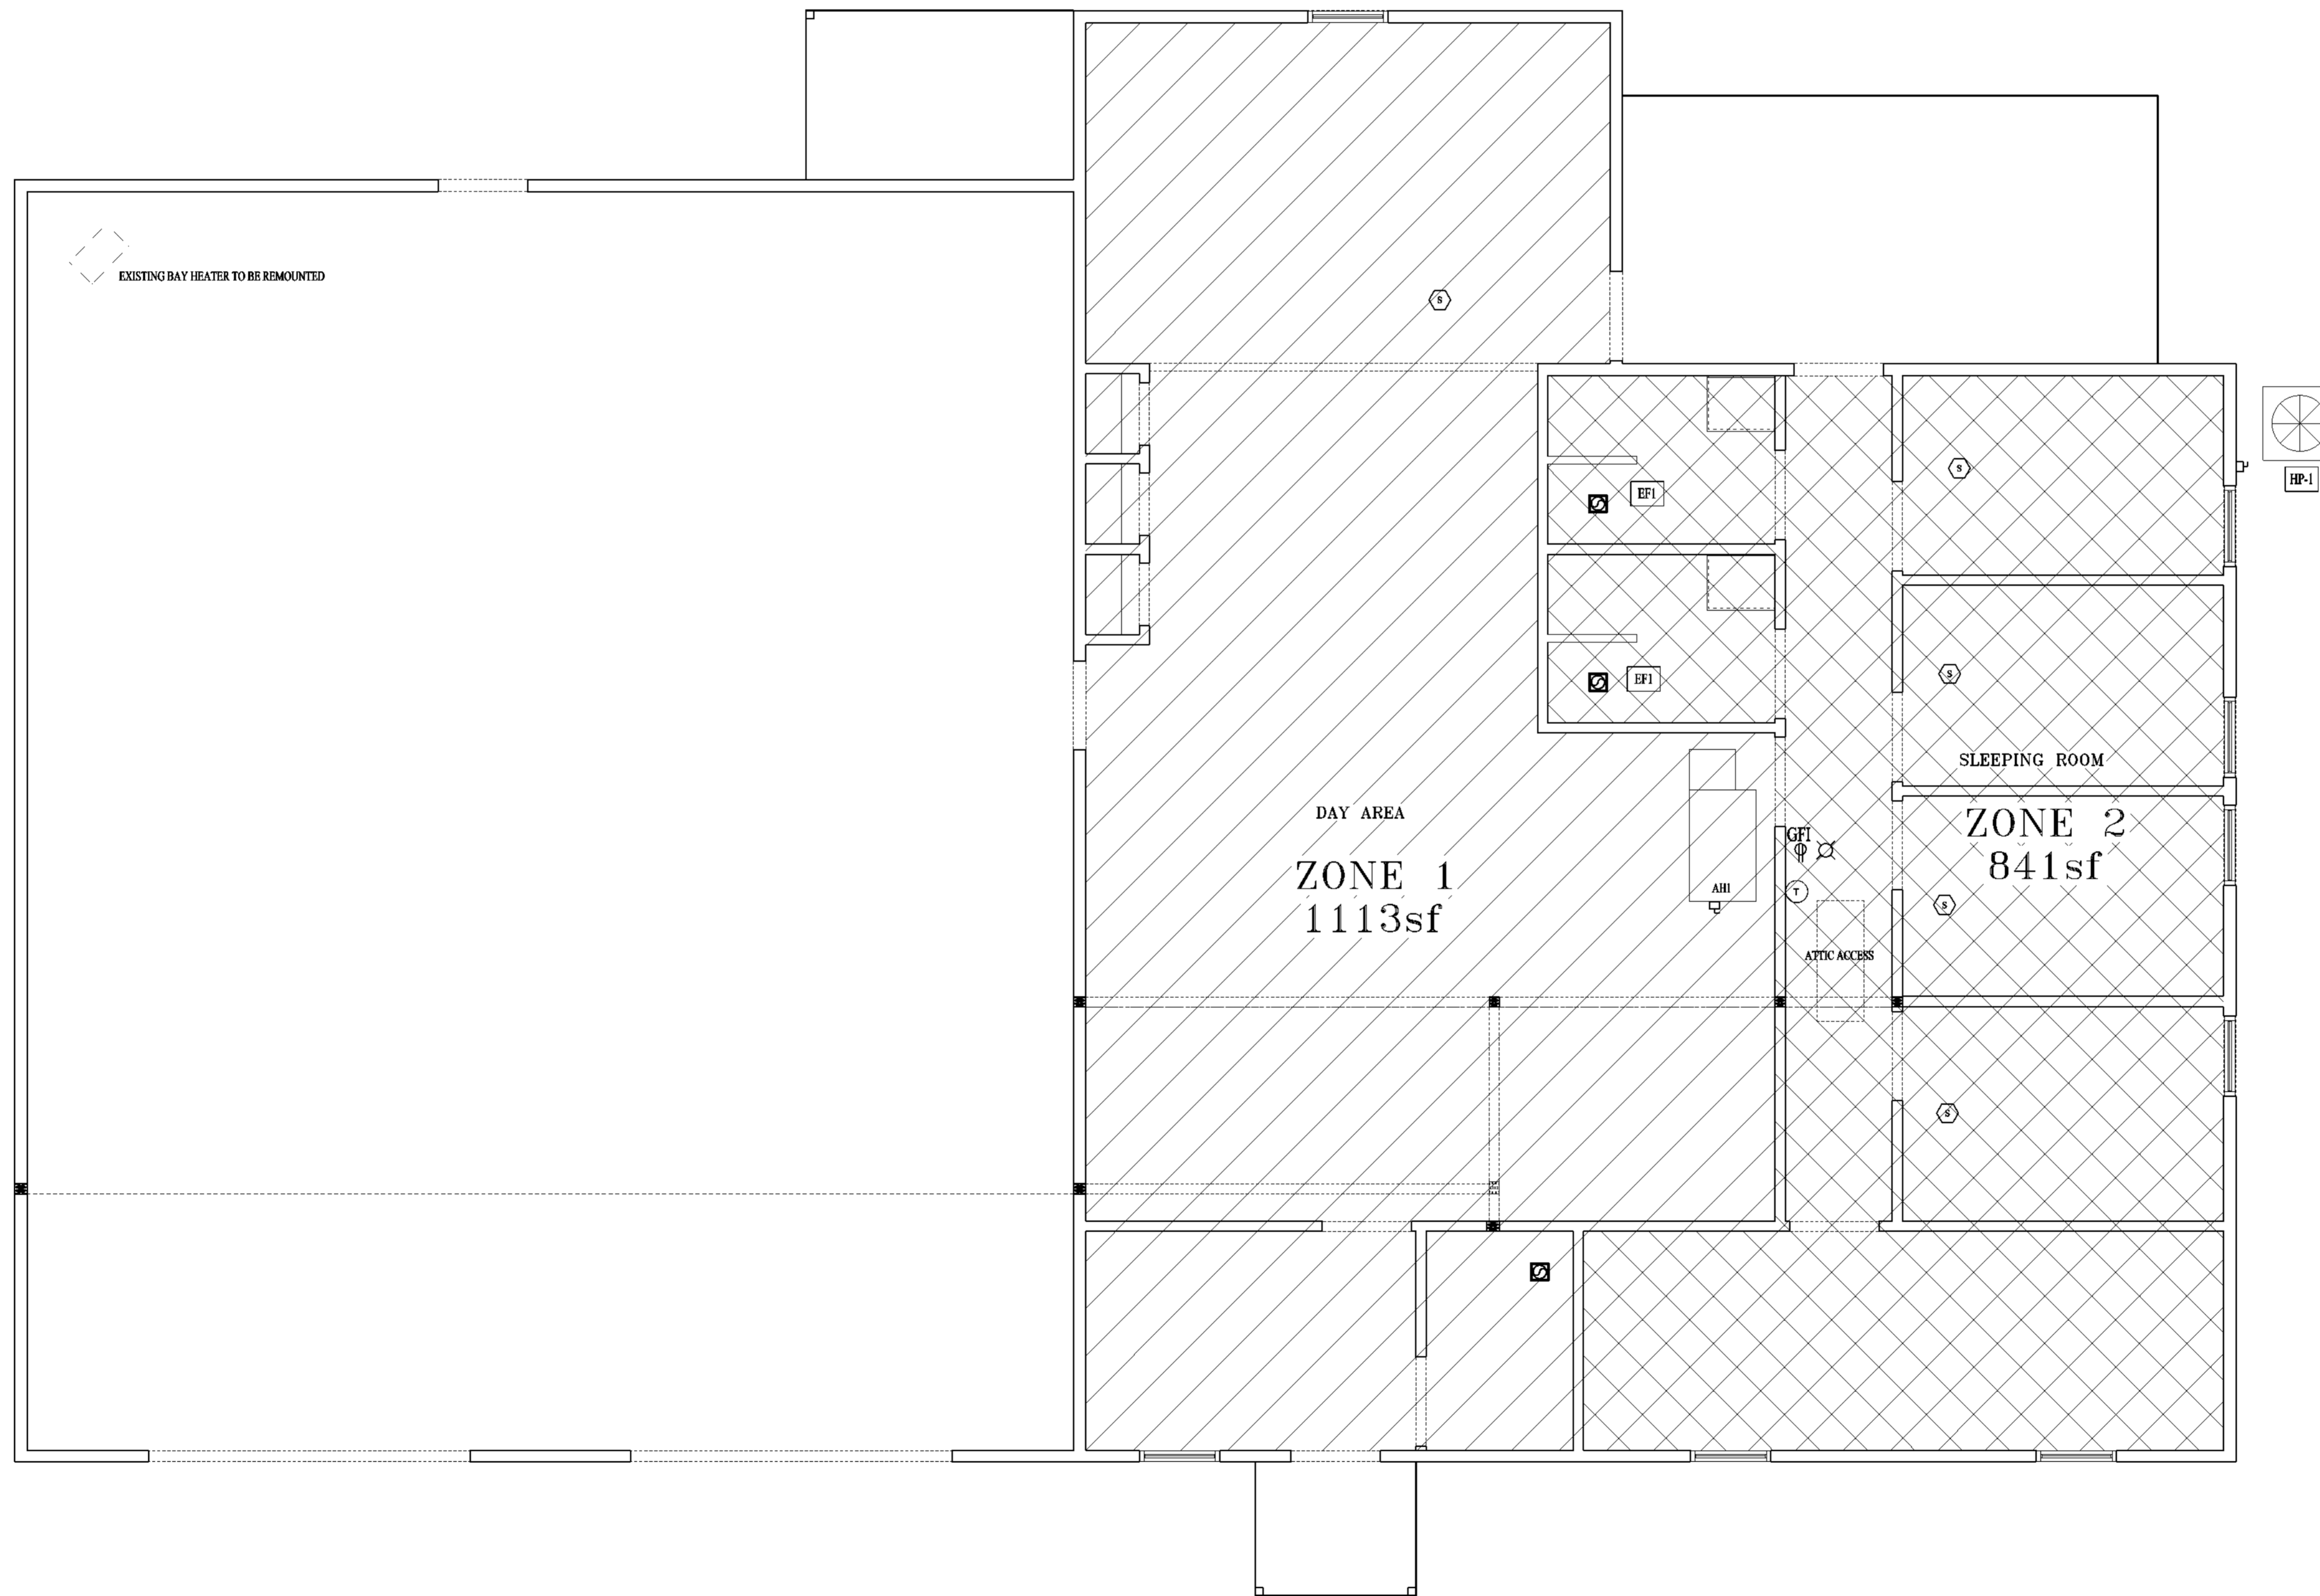 EXISTING BAY HEATER TO BE REMOUNTED
S
S
HP-1
EF1
S
EF1
SLEEPING ROOM
DAY AREA
ZONE 2
841sf
GFI
ZONE 1
1113sf
AH1
T
S
ATTIC ACCESS
S